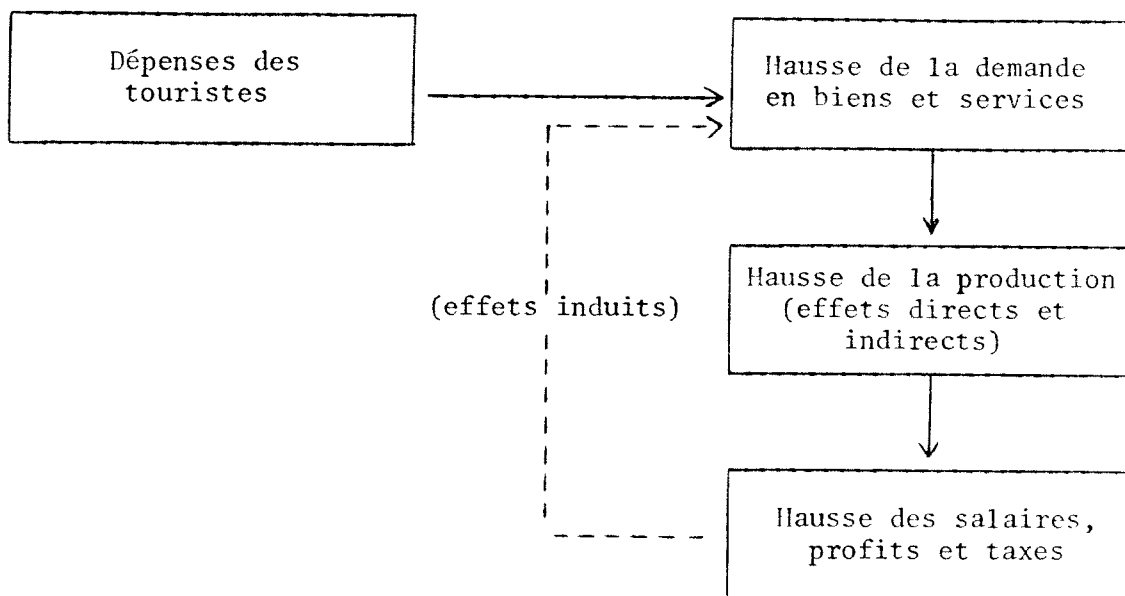 Dépenses des
touristes
Hausse de la demande
en biens et services
Hausse de la production
(effets directs et
indirects)
(effets induits)
Hausse des salaires,
profits et taxes